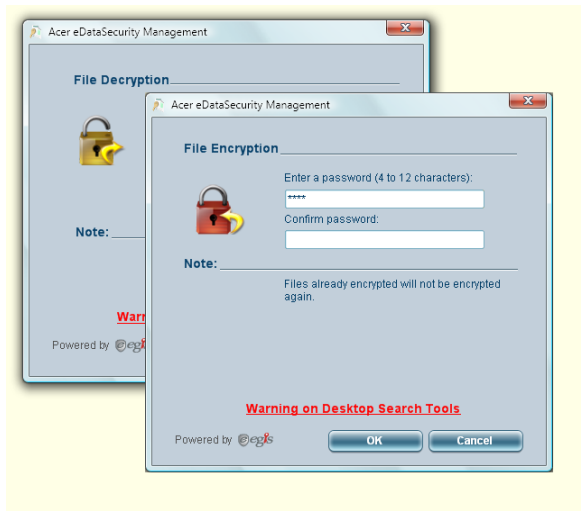 Acer eDataSecurity Management
File Decryption
Note:
Powered by egis
Acer eDataSecurity Management
File Encryption
Enter a password (4 to 12 characters):
****
Confirm password:
Note:
Files already encrypted will not be encrypted
again.
Warning on Desktop Search Tools
Powered by egis
OK
Cancel